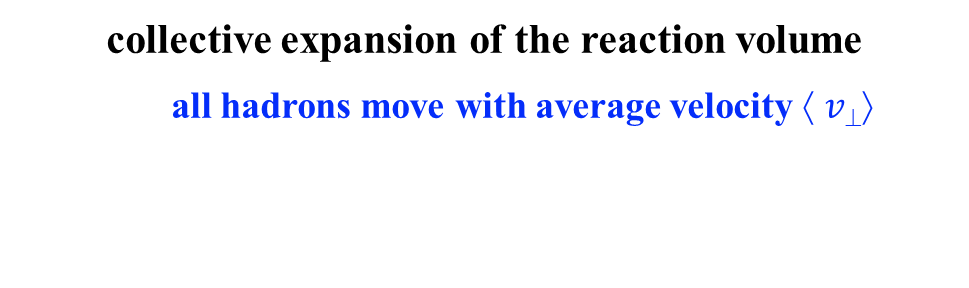 collective expansion of the reaction volume
all hadrons move with average velocity ⟨ 𝑣⊥⟩